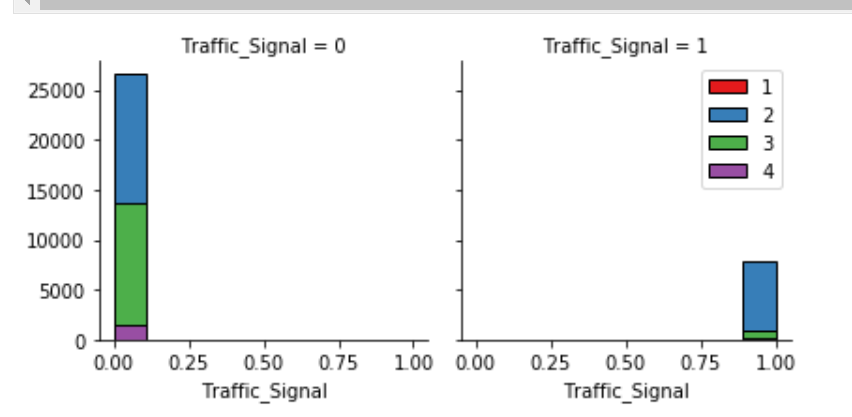 Traffic_Signal = 0
Traffic_Signal = 1
25000
20000
15000
10000
5000
0
1
2
3
4
0.00 0.25 0.50 0.75 1.00
0.00 0.25 0.50 0.75 1.00
Traffic_Signal
Traffic_Signal